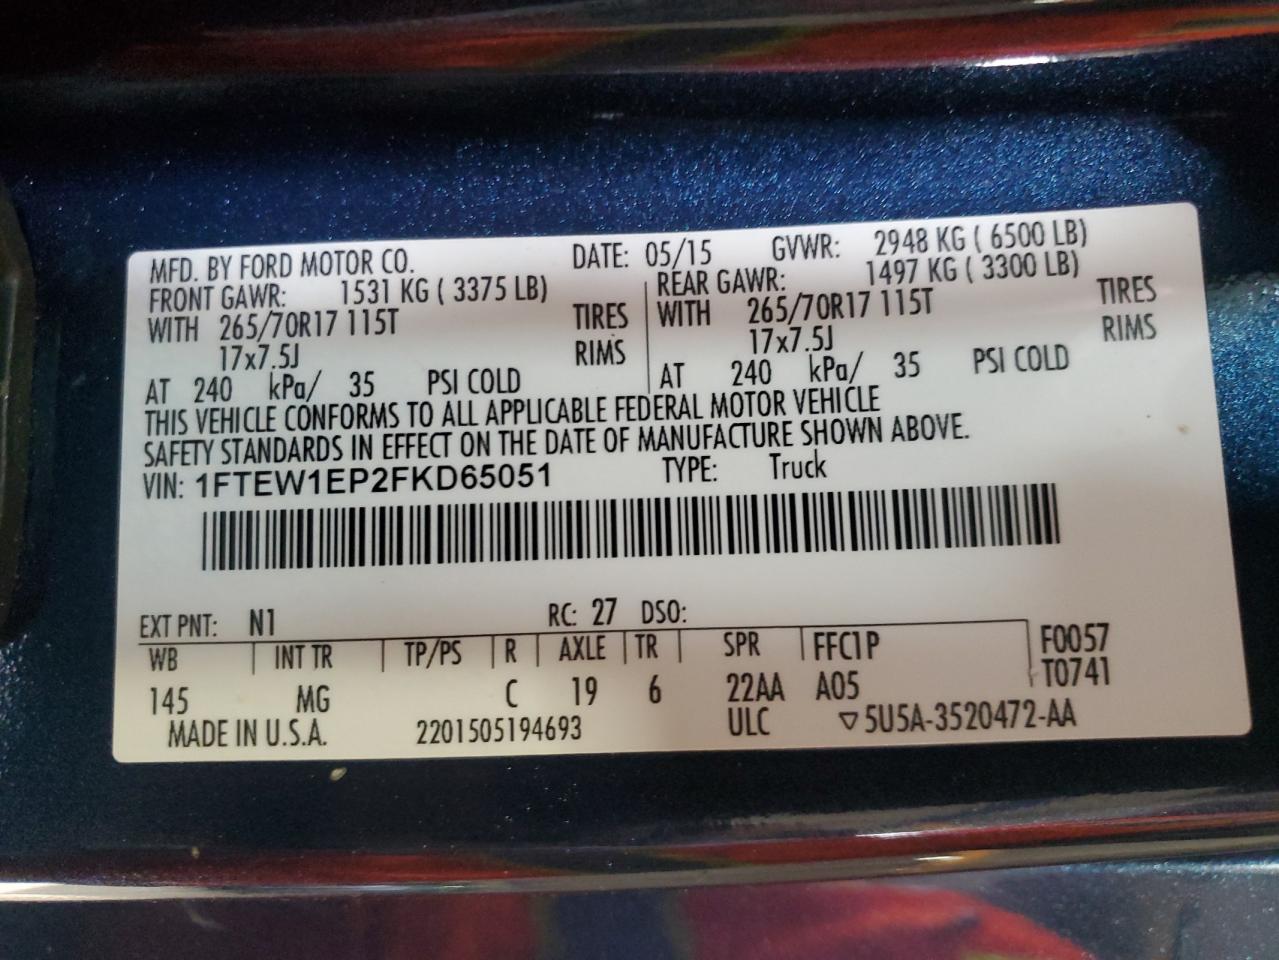 MFD. BY FORD MOTOR CO. DATE: 05/15 GVWR: 2948 KG ( 6500 LB)
FRONT GAWR: 1531 KG ( 3375 LB) REAR GAWR: 1497 KG ( 3300 LB)
WITH 265/70R17 115T TIRES WITH 265/70R17 115T TIRES
17x7.5J RIMS 17x7.5J RIMS
AT 240 kPa/ 35 PSI COLD AT 240 kPa/ 35 PSI COLD
THIS VEHICLE CONFORMS TO ALL APPLICABLE FEDERAL MOTOR VEHICLE
SAFETY STANDARDS IN EFFECT ON THE DATE OF MANUFACTURE SHOWN ABOVE.
VIN: 1FTEW1EP2FKD65051 TYPE: Truck
EXT PNT: N1 RC: 27 DSO:
WB INT TR TP/PS R AXLE TR SPR FFC1P F0057
145 MG C 19 6 22AA A05 T0741
MADE IN U.S.A. 2201505194693 ULC ▽5U5A-3520472-AA